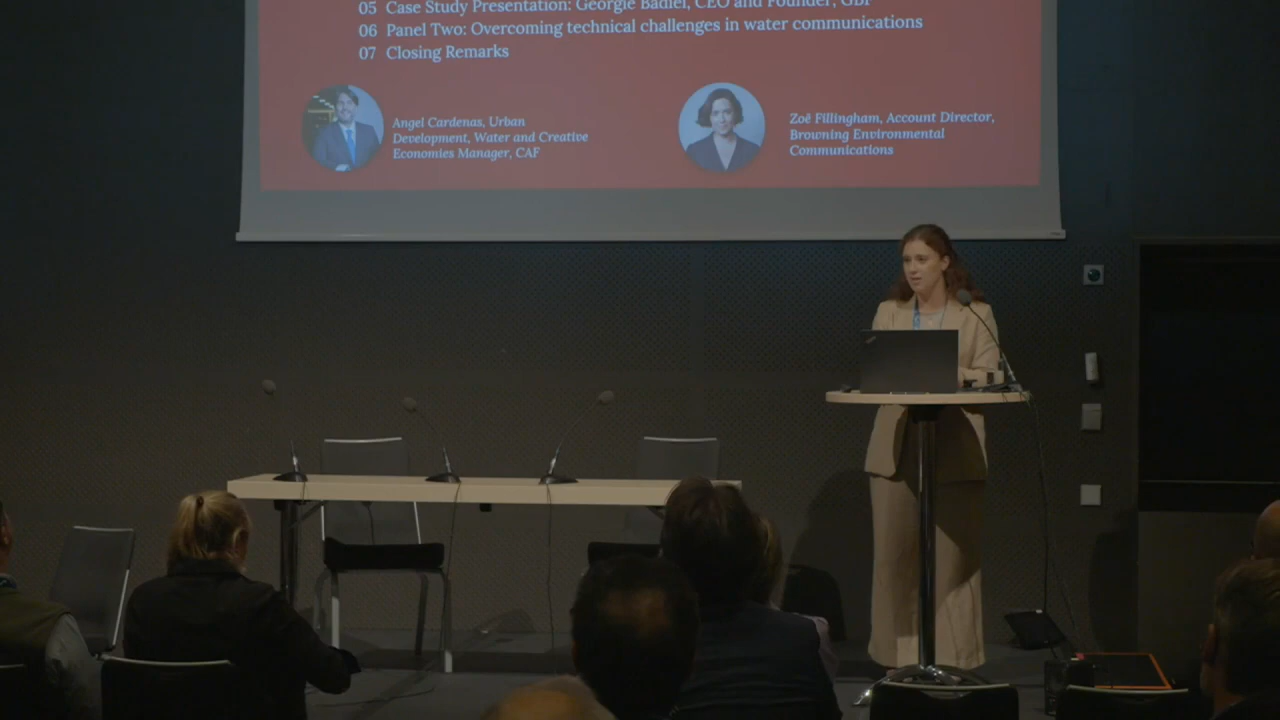 05 Case Study Presentation: Georgie Badiel, CEO and Founder, GBF
06 Panel Two: Overcoming technical challenges in water communications
07 Closing Remarks
Angel Cardenas, Urban
Development, Water and Creative
Economies Manager, CAF
Zoë Fillingham, Account Director,
Browning Environmental
Communications